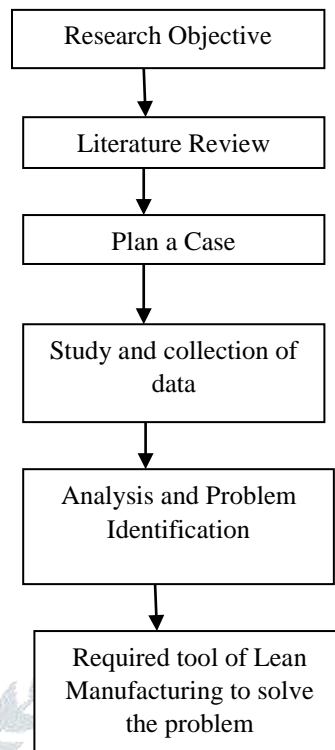 Research Objective
Literature Review
Plan a Case
Study and collection of
data
Analysis and Problem
Identification
Required tool of Lean
Manufacturing to solve
the problem